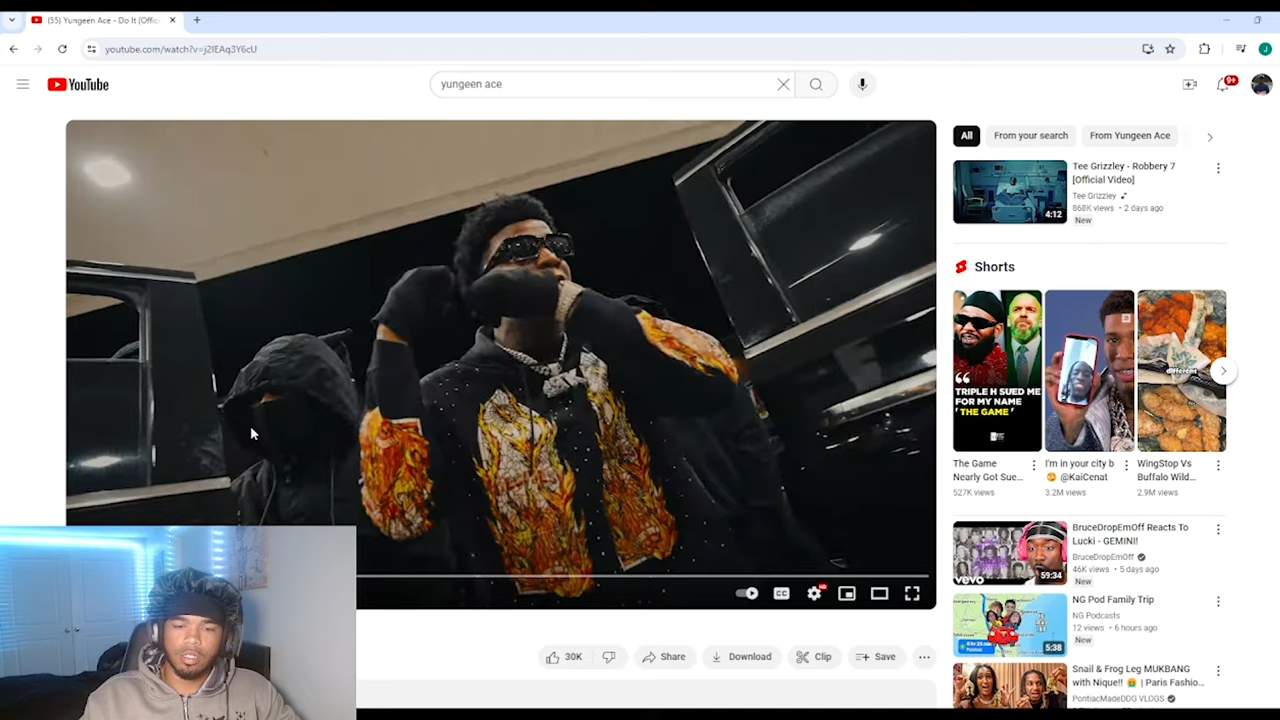 (55) Yungeen Ace - Do It (Offic
youtube.com/watch?v=j2IEAq3Y6cU
J
YouTube
yungeen ace
9+
All
From your search
From Yungeen Ace
Tee Grizzley - Robbery 7
[Official Video]
Tee Grizzley
868K views • 2 days ago
New
4:12
Shorts
TRIPLE H SUED ME
FOR MY NAME
'THE GAME'
different
The Game
Nearly Got Sue...
527K views
I'm in your city b
@KaiCenat
3.2M views
WingStop Vs
Buffalo Wild...
2.9M views
BruceDropEmOff Reacts To
Lucki - GEMINI!
BruceDropEmOff
46K views • 5 days ago
New
vevo
59:34
NG Pod Family Trip
NG Podcasts
12 views • 6 hours ago
New
5:38
Snail & Frog Leg MUKBANG
with Nique!! | Paris Fashio...
PontiacMadeDDG VLOGS
CC
HD
30K
Share
Download
Clip
Save